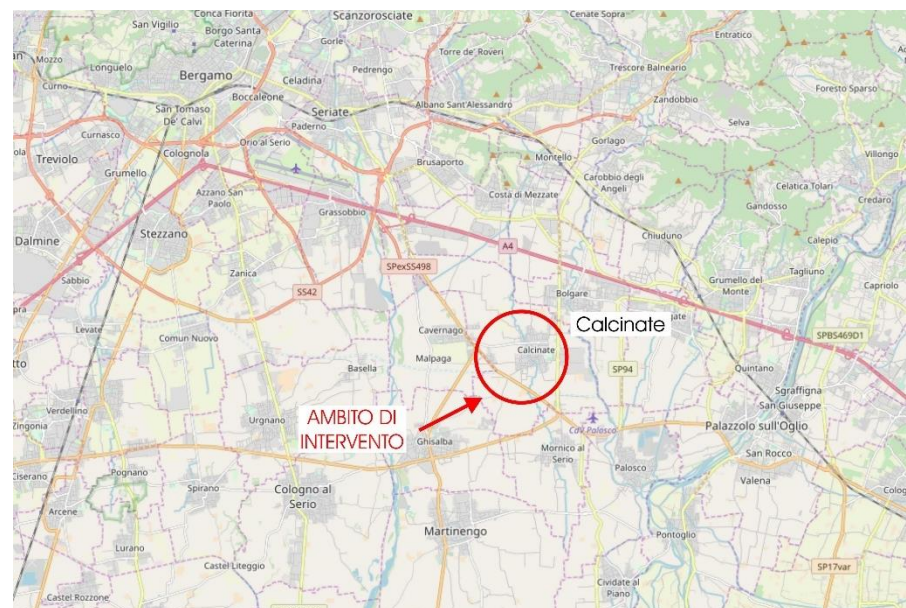 Conca Fiorita
San Vigilio
Borgo Santa
Caterina
Scanzorosciate
Cenate Sopra
Entratico
Mozzo
Longuelo
Gorle
Pedrengo
Torre de' Roveri
Trescore Balneario
Curno
Bergamo
Celadina
Boccaleone
Seriate
Albano Sant'Alessandro
Zandobbio
Foresto Sparso
San Tomaso
De' Calvi
Paderno
Selva
Curnasco
Orio al Serio
Gorlago
Treviolo
Colognola
Brusaporto
Montello
Villongo
Grumello
Carobbio degli
Angeli
Azzano San
Paolo
Costa di Mezzate
Celatica Tolari
Credaro
Grassobbio
Gandosso
Dalmine
Stezzano
Chiuduno
Calepio
A4
Sabbio
Zanica
SPexSS498
Grumello del
Monte
Tagliuno
Capriolo
SS42
Bolgare
Calcinate
Levate
Comun Nuovo
Cavernago
Calcinate
SPBS469D1
Malpaga
Basella
SP94
Quintano
Verdellino
Sgraffigna
San Giuseppe
Zingonia
AMBITO DI
INTERVENTO
Urgnano
Ghisalba
Palazzolo sull'Oglio
Mornico al
Serio
San Rocco
Ciserano
Pognano
Spirano
Cologno al
Serio
Palosco
Valena
Arcene
Martinengo
Lurano
Pontoglio
Castel Liteggio
SP17var
Cividate al
Piano
Castel Rozzone